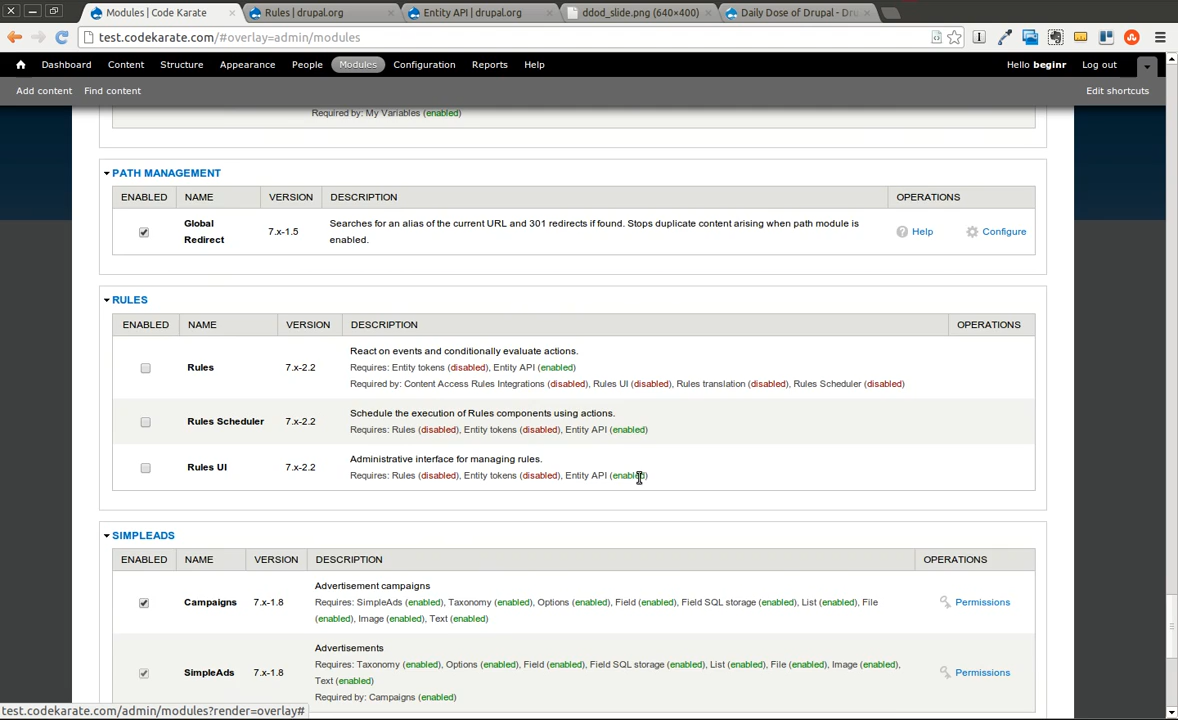 Modules | Code Karate
Rules | drupal.org
Entity API | drupal.org
ddod_slide.png (640×400)
Daily Dose of Drupal - Dru
test.codekarate.com/#overlay=admin/modules
Dashboard Content Structure Appearance People Modules Configuration Reports Help
Hello beginr Log out
Add content Find content
Edit shortcuts
Required by: My Variables (enabled)
PATH MANAGEMENT
ENABLED NAME VERSION DESCRIPTION OPERATIONS
Global
Redirect
7.x-1.5
Searches for an alias of the current URL and 301 redirects if found. Stops duplicate content arising when path module is
enabled.
Help Configure
RULES
ENABLED NAME VERSION DESCRIPTION OPERATIONS
Rules 7.x-2.2
React on events and conditionally evaluate actions.
Requires: Entity tokens (disabled), Entity API (enabled)
Required by: Content Access Rules Integrations (disabled), Rules UI (disabled), Rules translation (disabled), Rules Scheduler (disabled)
Rules Scheduler 7.x-2.2
Schedule the execution of Rules components using actions.
Requires: Rules (disabled), Entity tokens (disabled), Entity API (enabled)
Rules UI 7.x-2.2
Administrative interface for managing rules.
Requires: Rules (disabled), Entity tokens (disabled), Entity API (enabled)
SIMPLEADS
ENABLED NAME VERSION DESCRIPTION OPERATIONS
Campaigns 7.x-1.8
Advertisement campaigns
Requires: SimpleAds (enabled), Taxonomy (enabled), Options (enabled), Field (enabled), Field SQL storage (enabled), List (enabled), File
(enabled), Image (enabled), Text (enabled)
Permissions
SimpleAds 7.x-1.8
Advertisements
Requires: Taxonomy (enabled), Options (enabled), Field (enabled), Field SQL storage (enabled), List (enabled), File (enabled), Image (enabled),
Text (enabled)
Required by: Campaigns (enabled)
Permissions
test.codekarate.com/admin/modules?render=overlay#